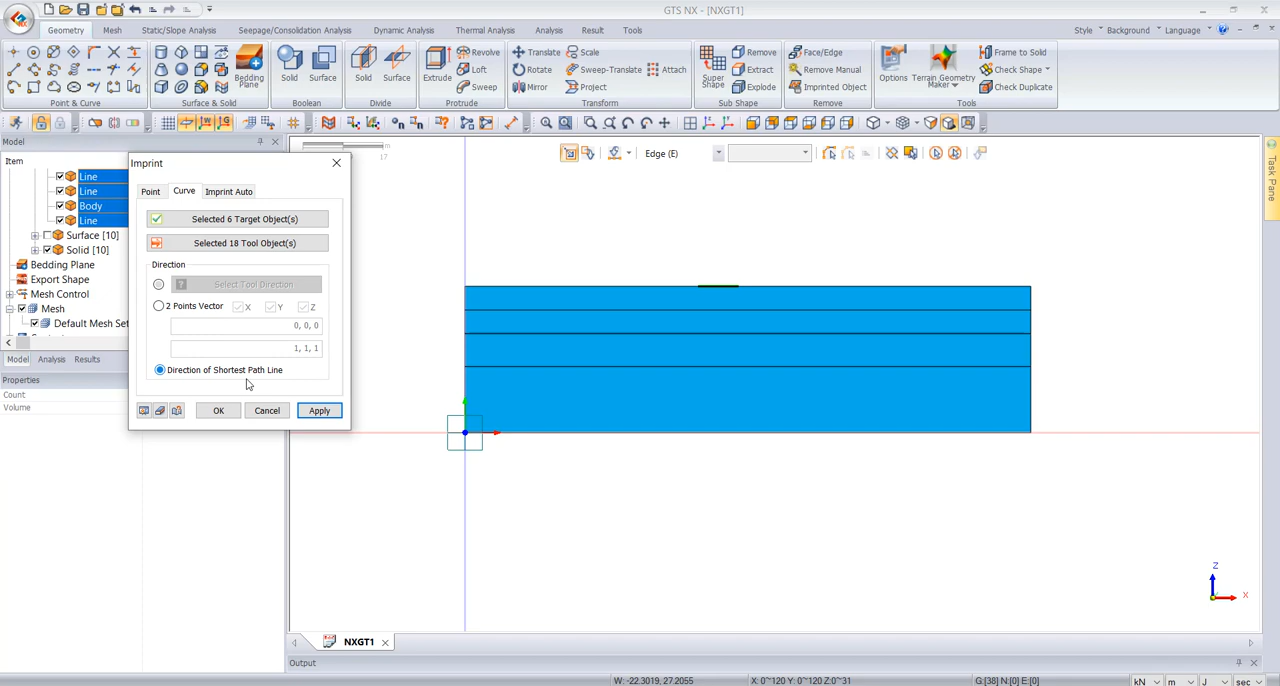 GTS NX - [NXGT1]
Geometry Mesh Static/Slope Analysis Seepage/Consolidation Analysis Dynamic Analysis Thermal Analysis Analysis Result Tools Style Background Language
Bedding Plane
Solid Surface
Solid Surface
Extrude
Revolve
Loft
Sweep
Translate Scale
Rotate Sweep-Translate Attach
Mirror Project
Super Shape
Remove
Extract
Explode
Face/Edge
Remove Manual
Imprinted Object
Options Terrain Geometry Maker
Frame to Solid
Check Shape
Check Duplicate
Point & Curve Surface & Solid Boolean Divide Protrude Transform Sub Shape Remove Tools
Model
Item
Line
Line
Body
Line
Surface [10]
Solid [10]
Bedding Plane
Export Shape
Mesh Control
Mesh
Default Mesh Set
Model Analysis Results
Properties
Count
Volume
Imprint
Point Curve Imprint Auto
Selected 6 Target Object(s)
Selected 18 Tool Object(s)
Direction
Select Tool Direction
2 Points Vector X Y Z
0, 0, 0
1, 1, 1
Direction of Shortest Path Line
OK Cancel Apply
m
17
Edge (E)
Task Pane
Z
X
NXGT1
Output
W: -22.3019, 27.2055 X: 0~120 Y: 0~120 Z:0~31 G:[38] N:[0] E:[0] kN m J sec